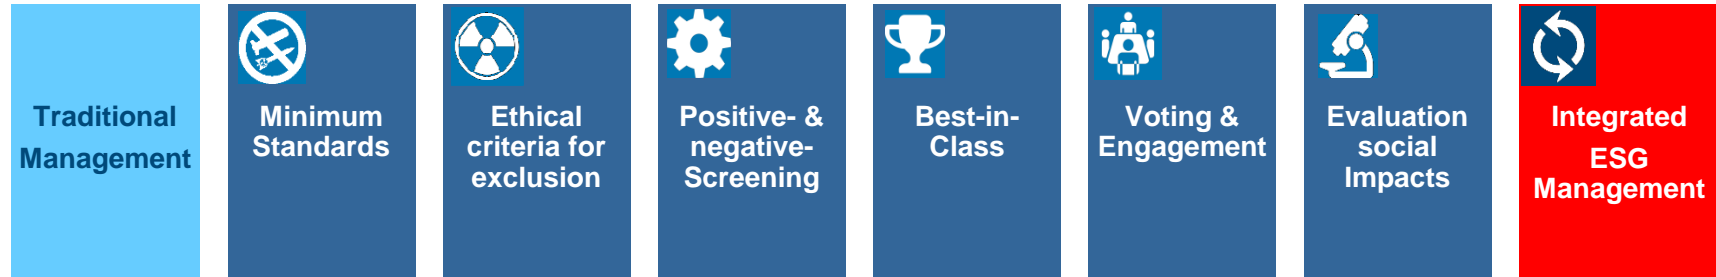 Traditional
Management
Minimum
Standards
Ethical
criteria for
exclusion
Positive- &
negative-
Screening
Best-in-
Class
Voting &
Engagement
Evaluation
social
Impacts
Integrated
ESG
Management